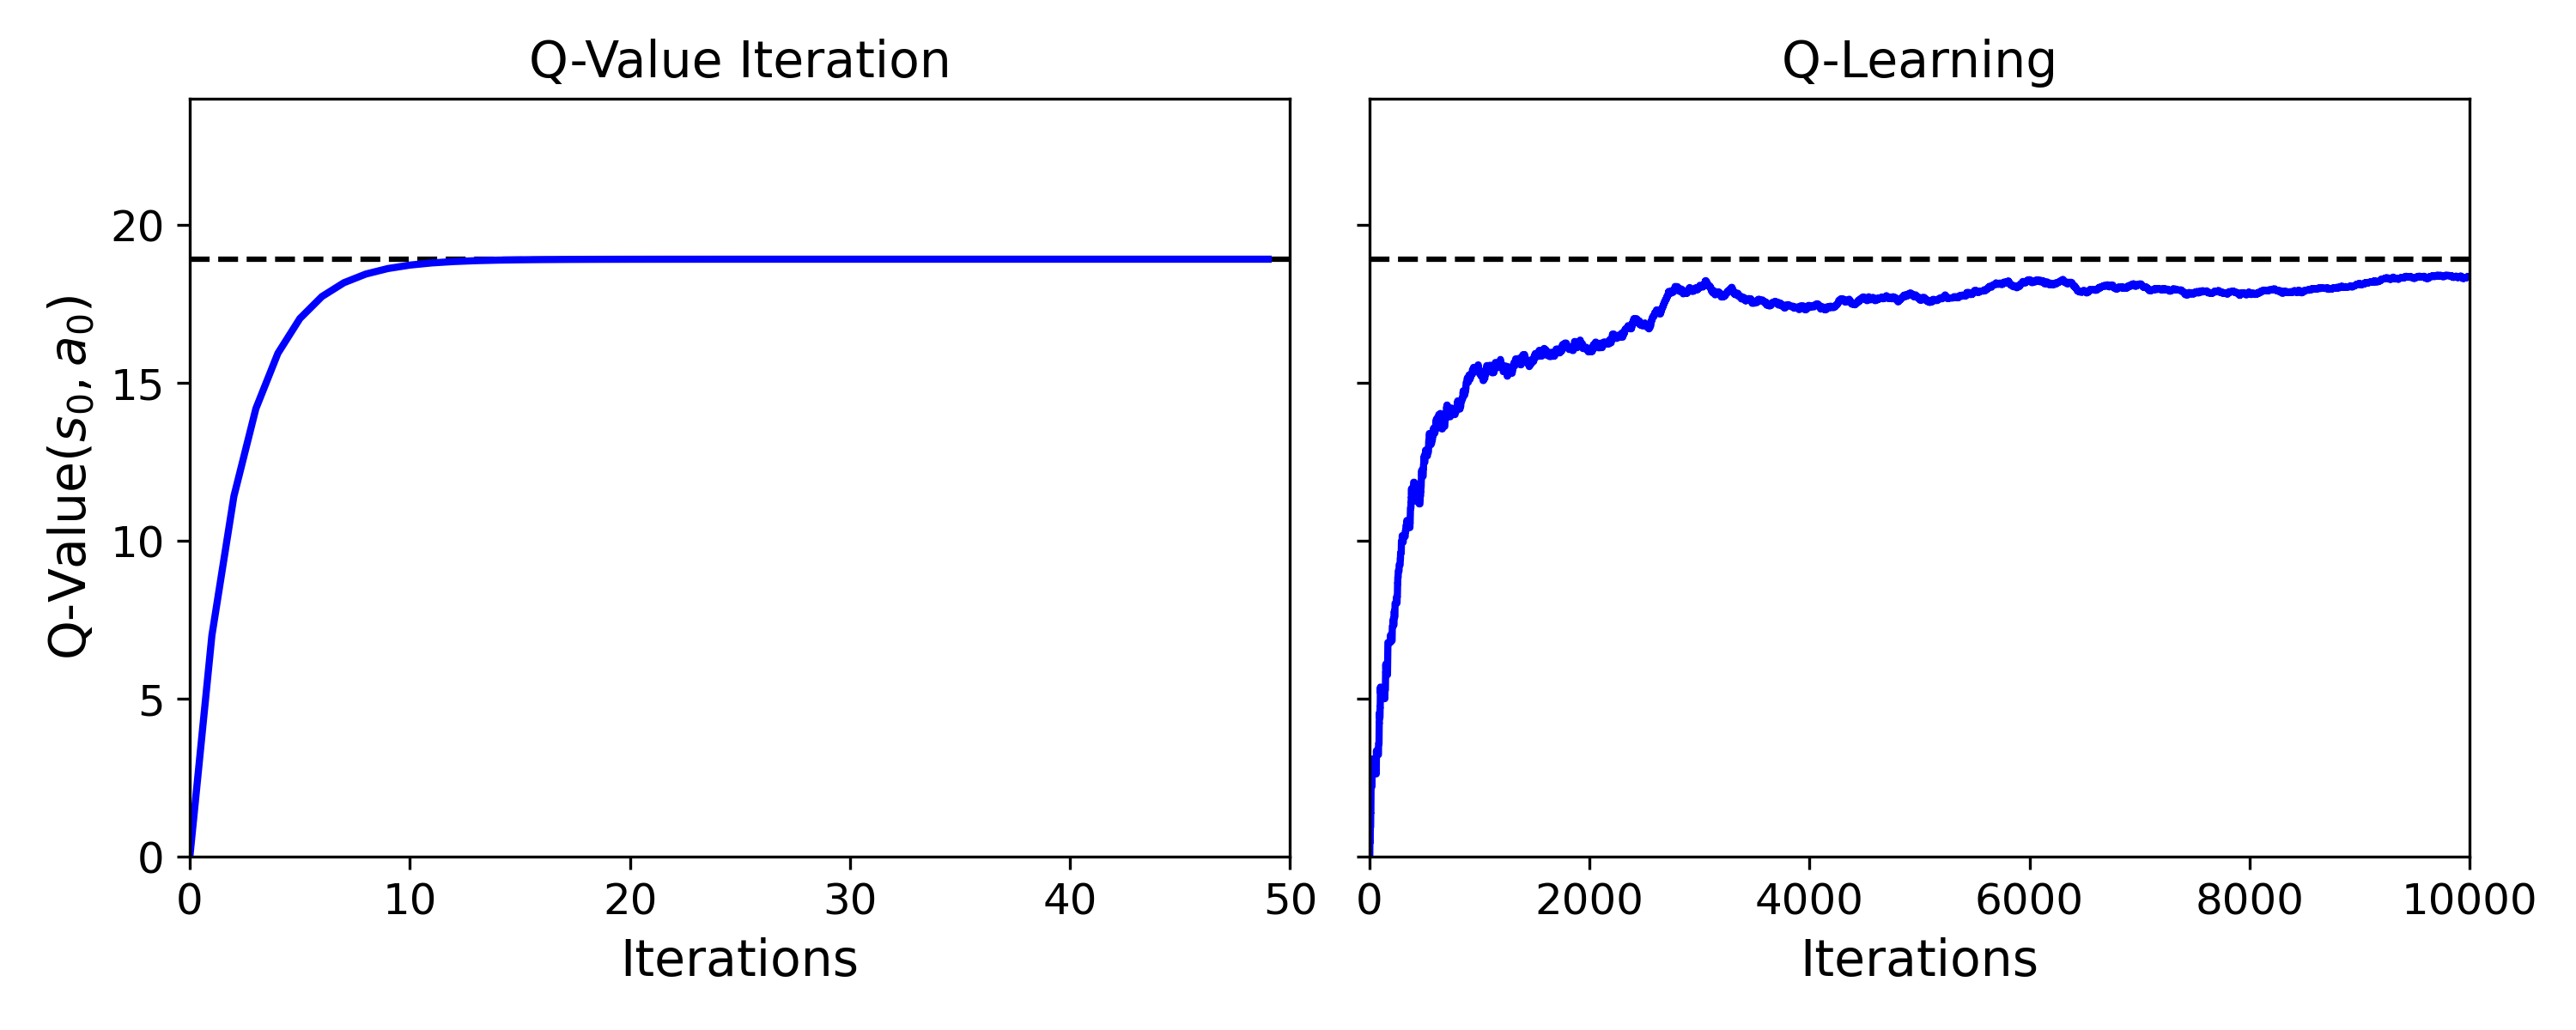 Q-Value Iteration
Q-Learning
Q-Value(s₀, a₀)
20
15
10
5
0
0 10 20 30 40 50
0 2000 4000 6000 8000 10000
Iterations
Iterations